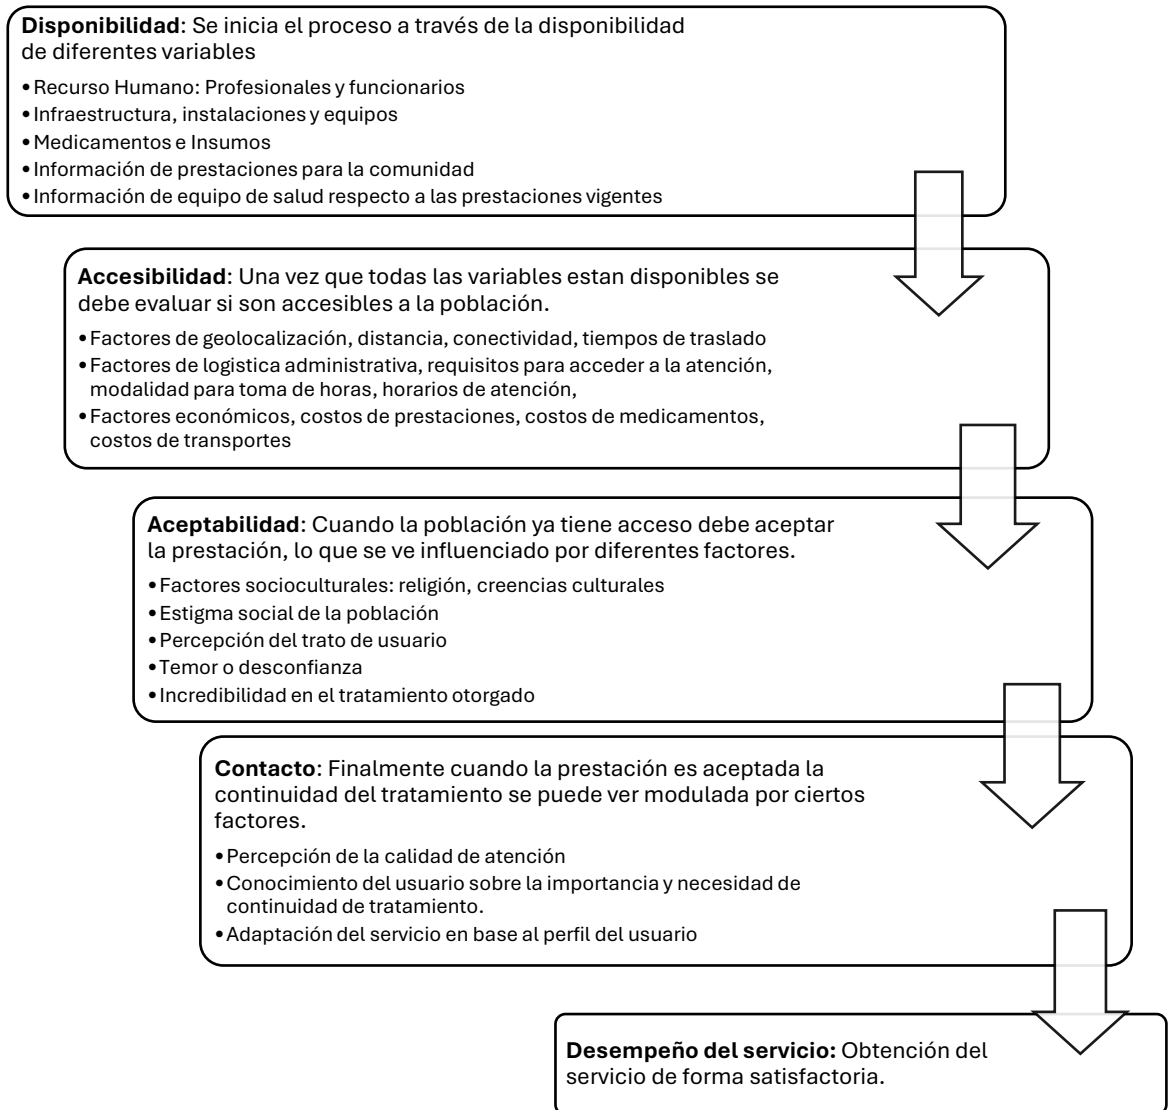 Disponibilidad: Se inicia el proceso a través de la disponibilidad
de diferentes variables
•Recurso Humano: Profesionales y funcionarios
•Infraestructura, instalaciones y equipos
•Medicamentos e Insumos
•Información de prestaciones para la comunidad
•Información de equipo de salud respecto a las prestaciones vigentes
Accesibilidad: Una vez que todas las variables estan disponibles se
debe evaluar si son accesibles a la población.
•Factores de geolocalización, distancia, conectividad, tiempos de traslado
•Factores de logistica administrativa, requisitos para acceder a la atención,
modalidad para toma de horas, horarios de atención,
•Factores económicos, costos de prestaciones, costos de medicamentos,
costos de transportes
Aceptabilidad: Cuando la población ya tiene acceso debe aceptar
la prestación, lo que se ve influenciado por diferentes factores.
•Factores socioculturales: religión, creencias culturales
•Estigma social de la población
•Percepción del trato de usuario
•Temor o desconfianza
•Incredibilidad en el tratamiento otorgado
Contacto: Finalmente cuando la prestación es aceptada la
continuidad del tratamiento se puede ver modulada por ciertos
factores.
•Percepción de la calidad de atención
•Conocimiento del usuario sobre la importancia y necesidad de
continuidad de tratamiento.
•Adaptación del servicio en base al perfil del usuario
Desempeño del servicio: Obtención del
servicio de forma satisfactoria.